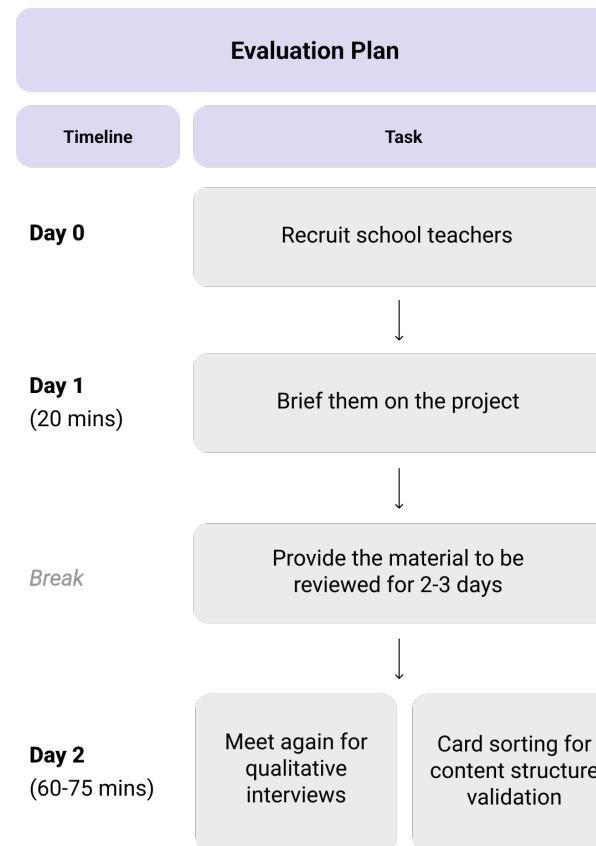 Evaluation Plan
Timeline
Task
Day 0
Recruit school teachers
Day 1
(20 mins)
Brief them on the project
Break
Provide the material to be
reviewed for 2-3 days
Day 2
(60-75 mins)
Meet again for
qualitative
interviews
Card sorting for
content structure
validation